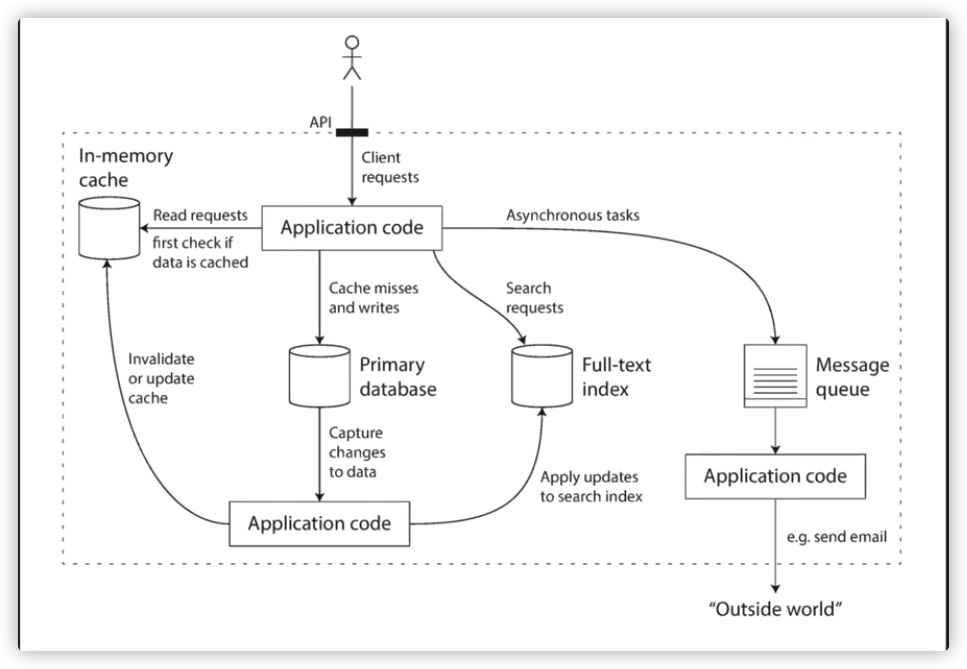 API
Client
requests
In-memory
cache
Read requests
first check if
data is cached
Application code
Asynchronous tasks
Cache misses
and writes
Search
requests
Invalidate
or update
cache
Primary
database
Full-text
index
Message
queue
Capture
changes
to data
Apply updates
to search index
Application code
Application code
e.g. send email
“Outside world”